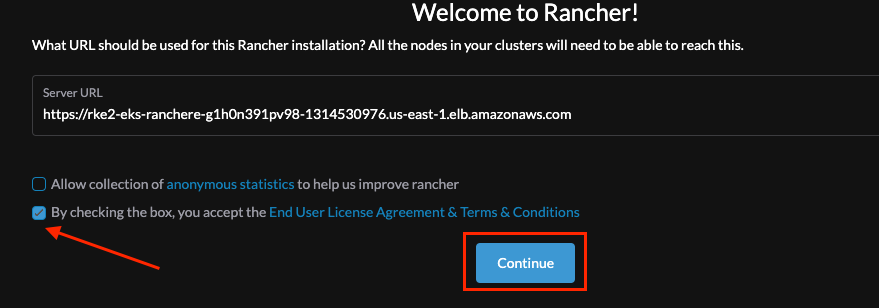 Welcome to Rancher!
What URL should be used for this Rancher installation? All the nodes in your clusters will need to be able to reach this.
Server URL
https://rke2-eks-ranchere-g1h0n391pv98-1314530976.us-east-1.elb.amazonaws.com
Allow collection of anonymous statistics to help us improve rancher
By checking the box, you accept the End User License Agreement & Terms & Conditions
Continue